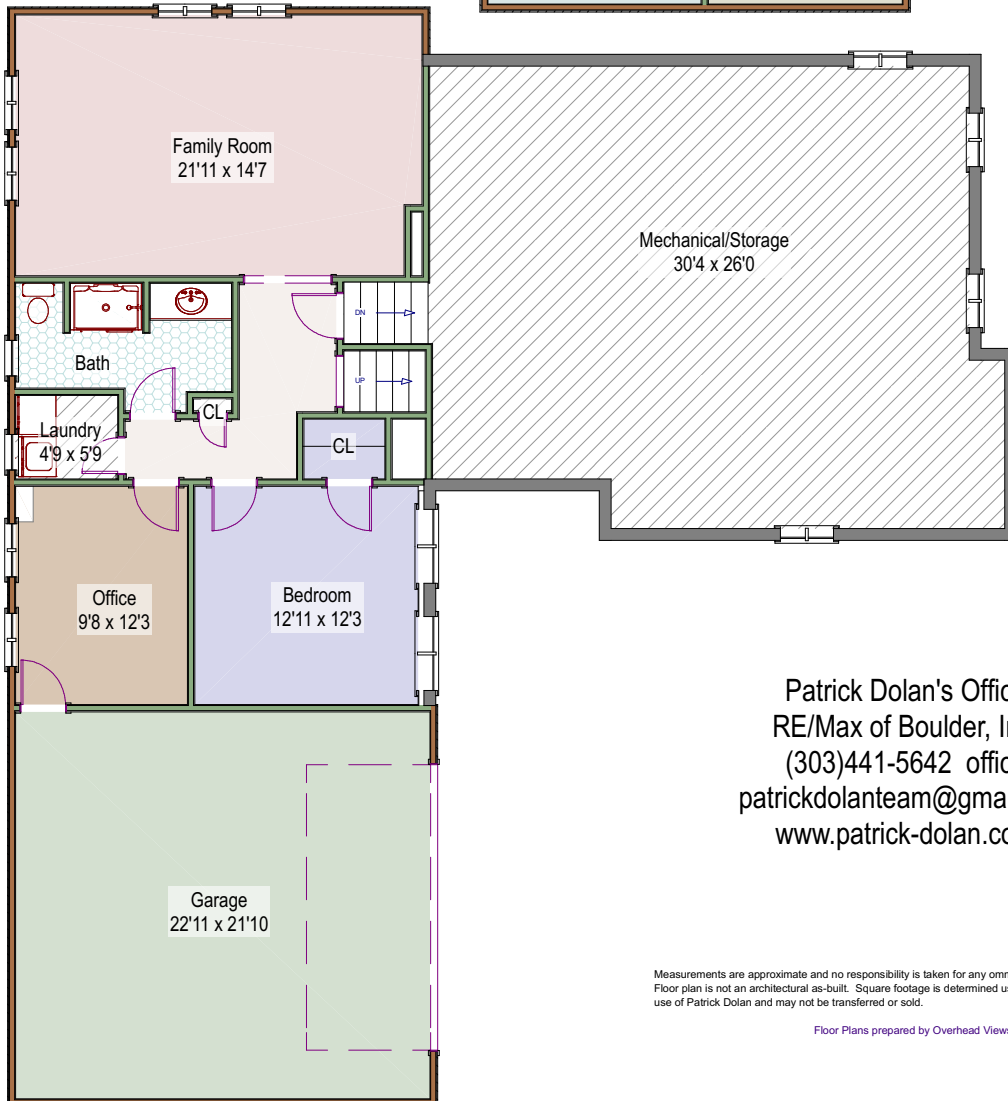 Family Room
21'11 x 14'7
Mechanical/Storage
30'4 x 26'0
DN
Bath
UP
CL
Laundry
4'9 x 5'9
CL
Office
9'8 x 12'3
Bedroom
12'11 x 12'3
Patrick Dolan's Offic
RE/Max of Boulder, I
(303)441-5642 offic
patrickdolanteam@gma
www.patrick-dolan.co
Garage
22'11 x 21'10
Measurements are approximate and no responsibility is taken for any om
Floor plan is not an architectural as-built. Square footage is determined u
use of Patrick Dolan and may not be transferred or sold.
Floor Plans prepared by Overhead Views